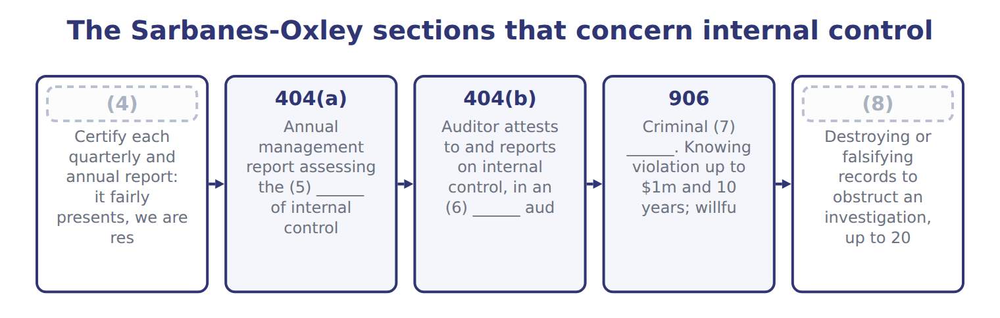 The Sarbanes-Oxley sections that concern internal control
(4)
Certify each
quarterly and
annual report:
it fairly
presents, we are
res
404(a)
Annual
management
report assessing
the (5) ______
of internal
control
404(b)
Auditor attests
to and reports
on internal
control, in an
(6) ______ aud
906
Criminal (7)
______. Knowing
violation up to
$1m and 10
years; willfu
(8)
Destroying or
falsifying
records to
obstruct an
investigation,
up to 20